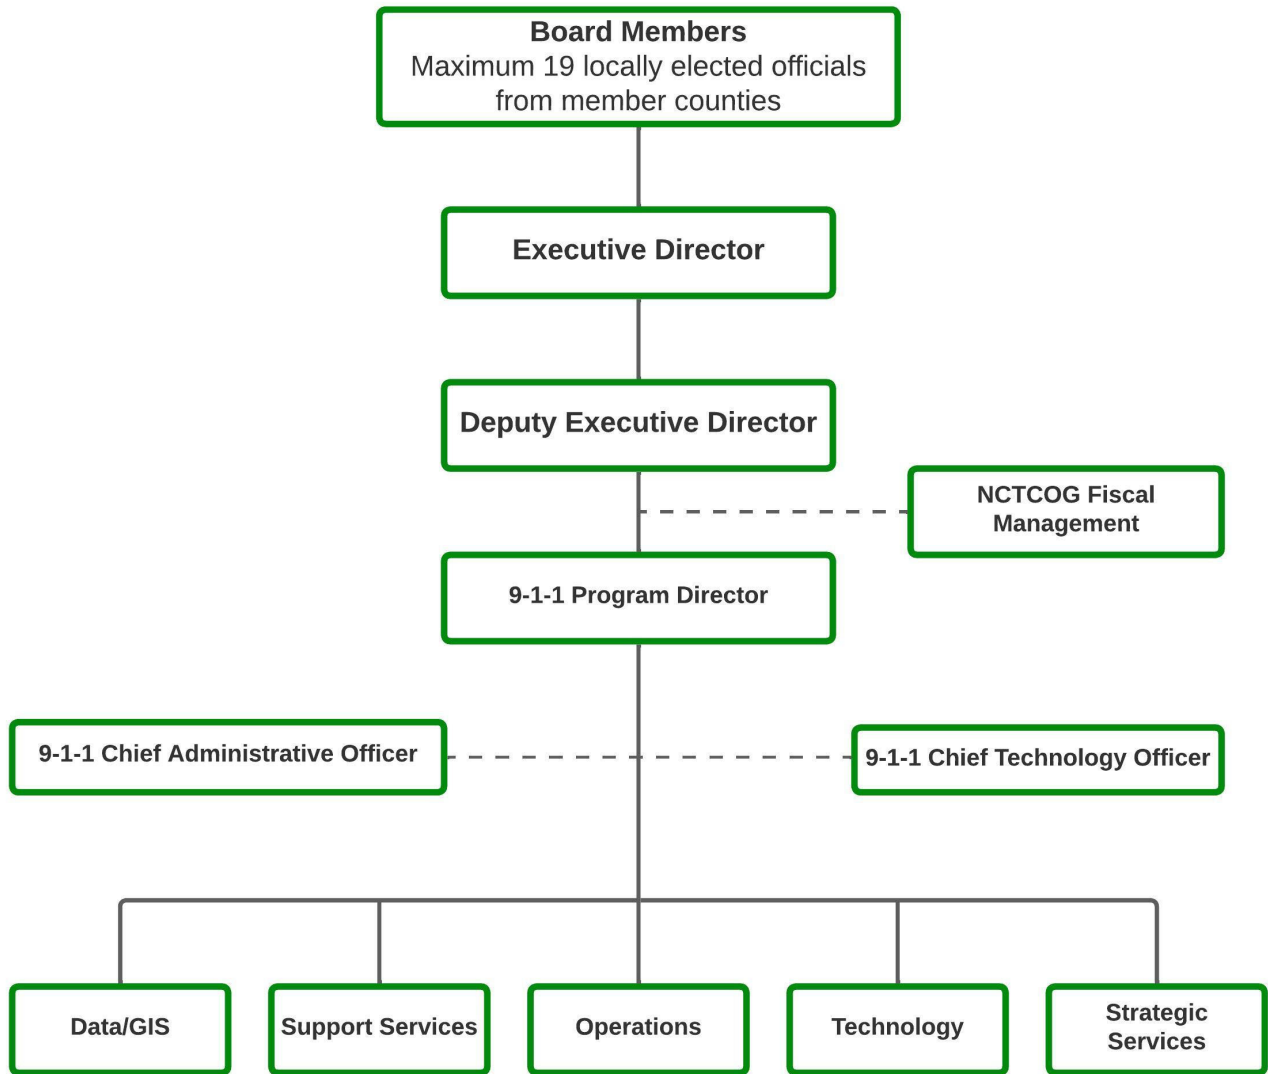 Board Members
Maximum 19 locally elected officials
from member counties
Executive Director
Deputy Executive Director
NCTCOG Fiscal
Management
9-1-1 Program Director
9-1-1 Chief Administrative Officer
9-1-1 Chief Technology Officer
Data/GIS
Support Services
Operations
Technology
Strategic
Services